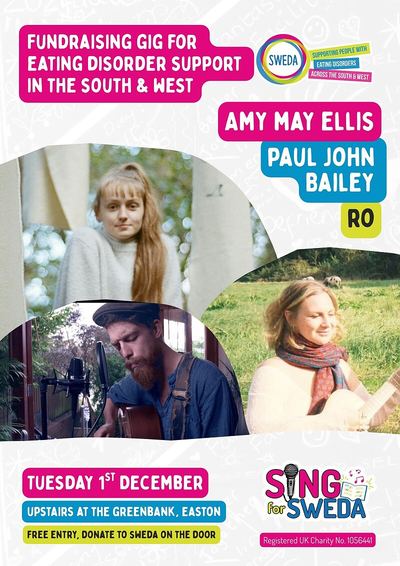 FUNDRAISING GIG FOR
EATING DISORDER SUPPORT
IN THE SOUTH & WEST
SWEDA
SUPPORTING PEOPLE WITH
EATING DISORDERS
ACROSS THE SOUTH & WEST
AMY MAY ELLIS
PAUL JOHN
BAILEY
RO
TUESDAY 1ST DECEMBER
UPSTAIRS AT THE GREENBANK, EASTON
FREE ENTRY, DONATE TO SWEDA ON THE DOOR
SING
for SWEDA
Registered UK Charity No. 1056441